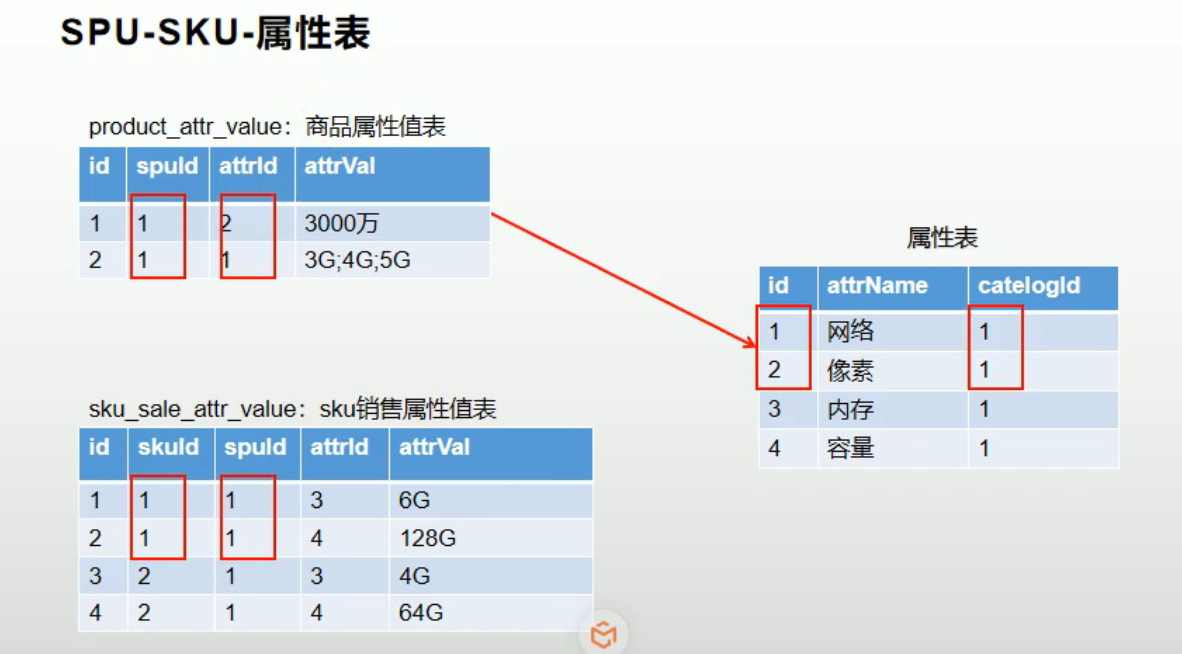 SPU-SKU-属性表
product_attr_value：商品属性值表
id spuId attrId attrVal
1 1 2 3000万
2 1 1 3G;4G;5G
属性表
id attrName catelogId
1 网络 1
2 像素 1
3 内存 1
4 容量 1
sku_sale_attr_value：sku销售属性值表
id skuId spuId attrId attrVal
1 1 1 3 6G
2 1 1 4 128G
3 2 1 3 4G
4 2 1 4 64G